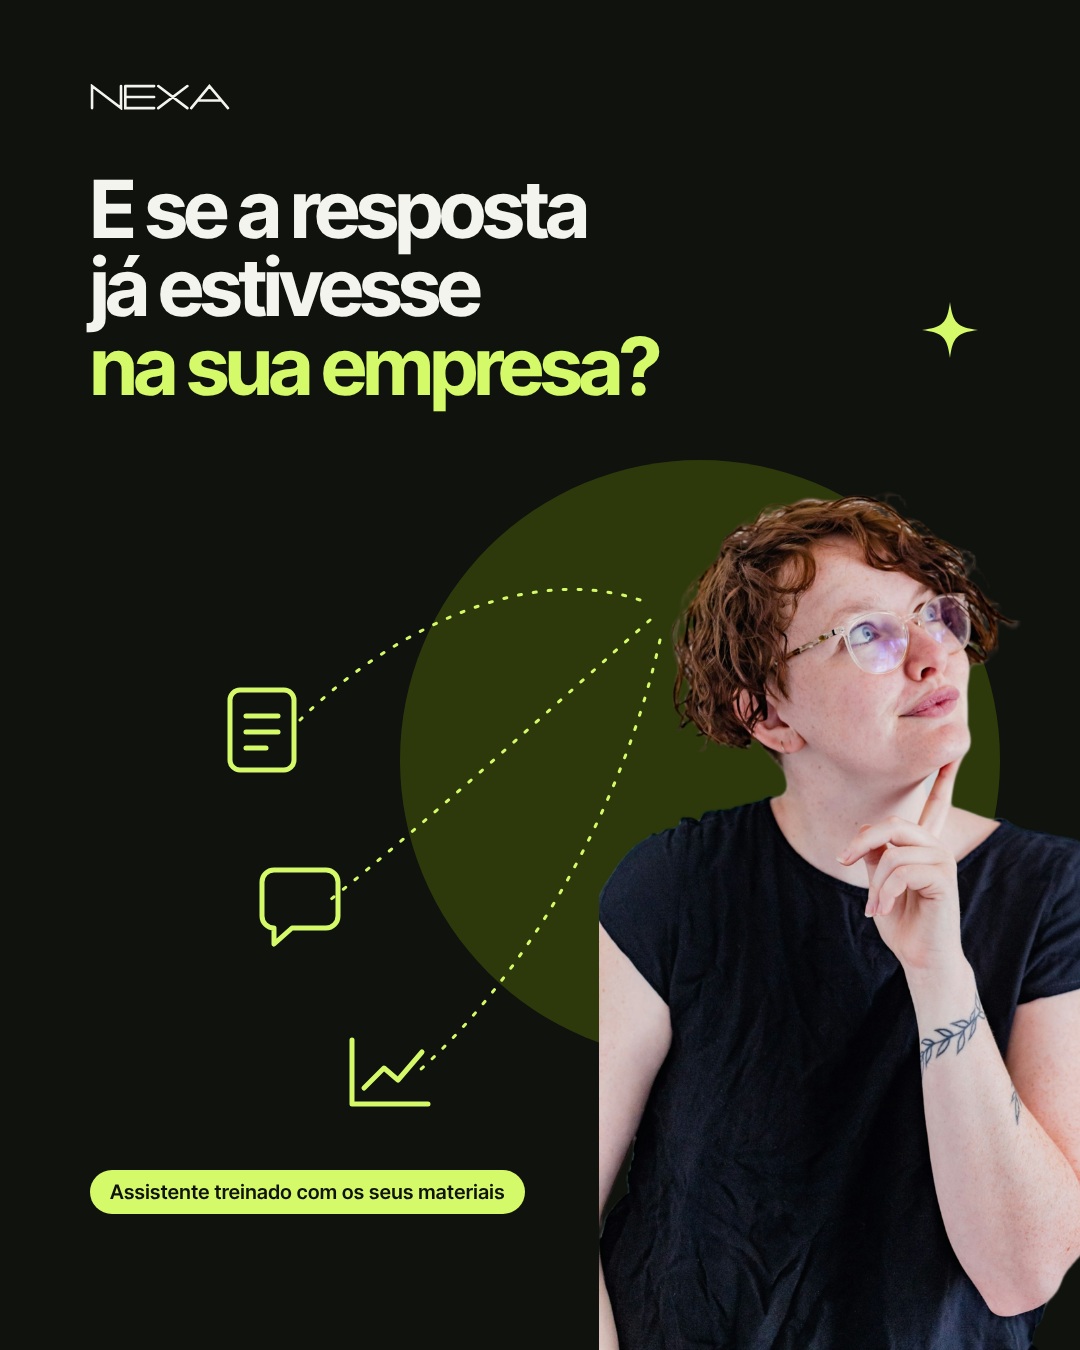 NEXA
E se a resposta
já estivesse
na sua empresa?
Assistente treinado com os seus materiais